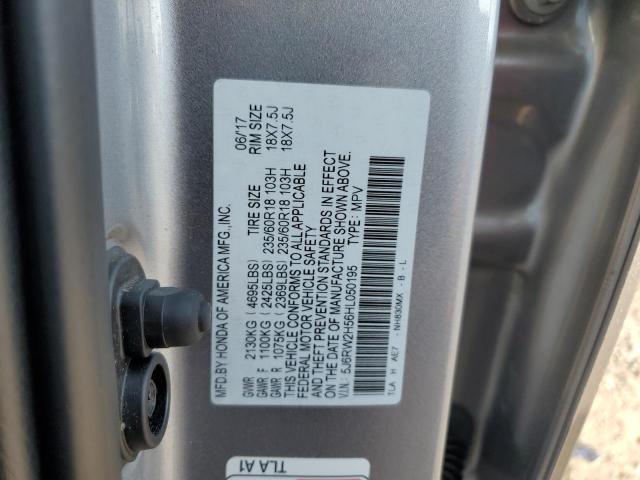 MFD.BY HONDA OF AMERICA MFG.,INC. 06/17
GVWR 2130KG (4695LBS) TIRE SIZE RIM SIZE
GAWR F 1100KG (2425LBS) 235/60R18 103H 18X7.5J
GAWR R 1075KG (2369LBS) 235/60R18 103H 18X7.5J
THIS VEHICLE CONFORMS TO ALL APPLICABLE
FEDERAL MOTOR VEHICLE SAFETY
AND THEFT PREVENTION STANDARDS IN EFFECT
ON THE DATE OF MANUFACTURE SHOWN ABOVE.
V.I.N.: 5J6RW2H56HL050195 TYPE: MPV
TLA H AE7 - NH830MX - B - L
TLA A1